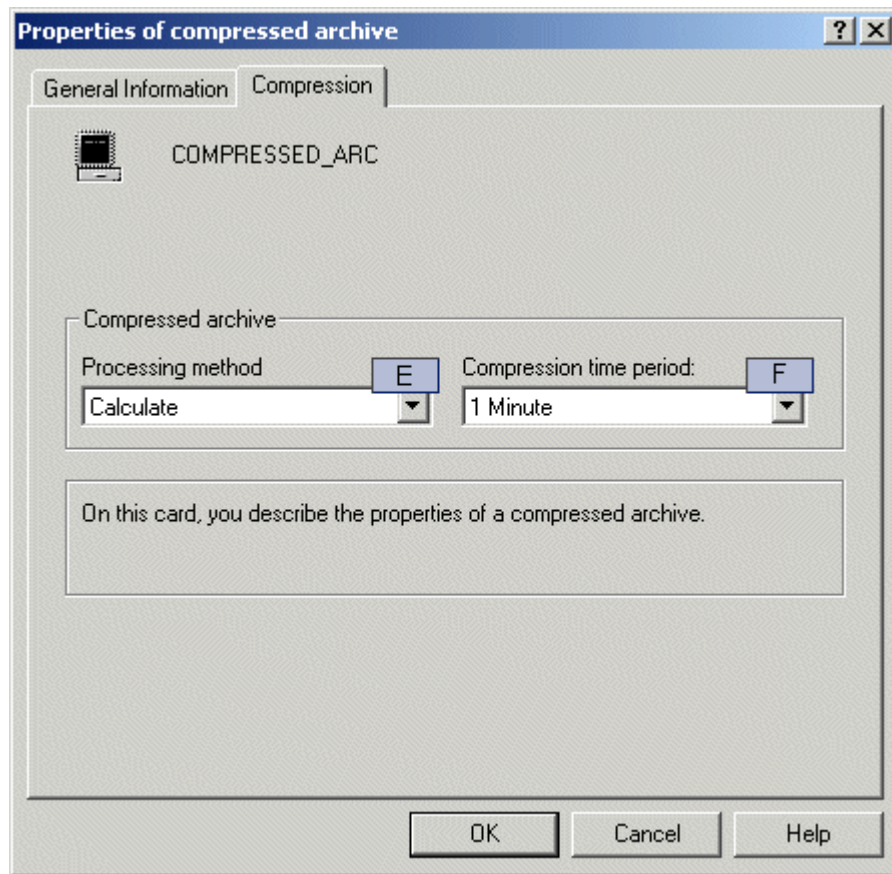 Properties of compressed archive
General Information
Compression
COMPRESSED_ARC
Compressed archive
Processing method
E
Compression time period:
F
Calculate
1 Minute
On this card, you describe the properties of a compressed archive.
OK
Cancel
Help